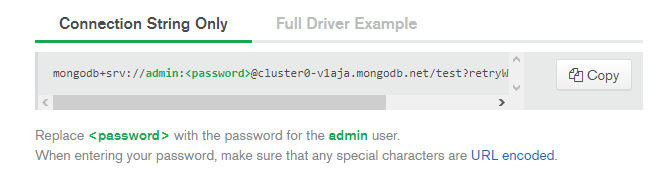 Connection String Only
Full Driver Example
mongodb+srv://admin:<password>@cluster0-v1aja.mongodb.net/test?retryW
Copy
Replace <password> with the password for the admin user.
When entering your password, make sure that any special characters are URL encoded.